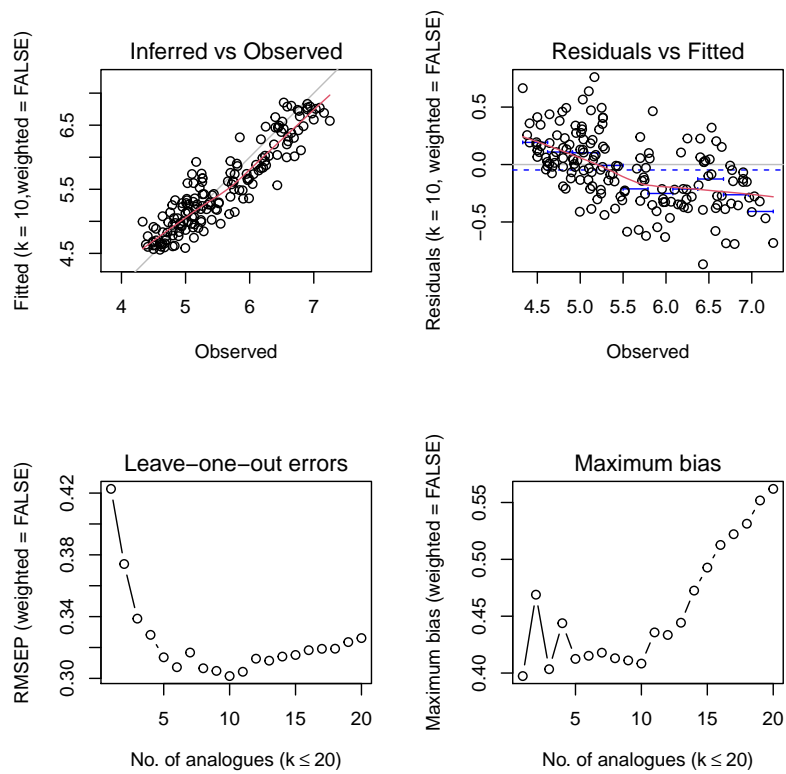 Inferred vs Observed
Fitted (k = 10,weighted = FALSE)
6.5
5.5
4.5
4 5 6 7
Observed
Residuals vs Fitted
Residuals (k = 10, weighted = FALSE)
0.5
0.0
−0.5
4.5 5.0 5.5 6.0 6.5 7.0
Observed
Leave−one−out errors
RMSEP (weighted = FALSE)
0.42
0.38
0.34
0.30
5 10 15 20
No. of analogues (k ≤ 20)
Maximum bias
Maximum bias (weighted = FALSE)
0.55
0.50
0.45
0.40
5 10 15 20
No. of analogues (k ≤ 20)